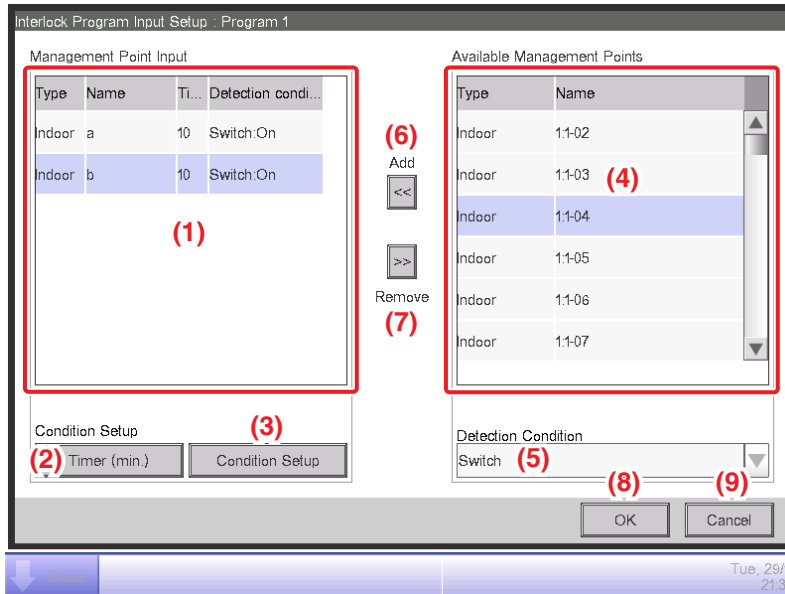 Interlock Program Input Setup : Program 1
Management Point Input
Available Management Points
Type Name Ti... Detection condi...
Indoor a 10 Switch:On
Indoor b 10 Switch:On
(1)
(6)
Add
<<
>>
Remove
(7)
Type Name
Indoor 1:1-02
Indoor 1:1-03
(4)
Indoor 1:1-04
Indoor 1:1-05
Indoor 1:1-06
Indoor 1:1-07
Condition Setup
(3)
(2) Timer (min.)
Condition Setup
Detection Condition
Switch (5)
(8)
(9)
OK
Cancel
Tue, 29/
21:3